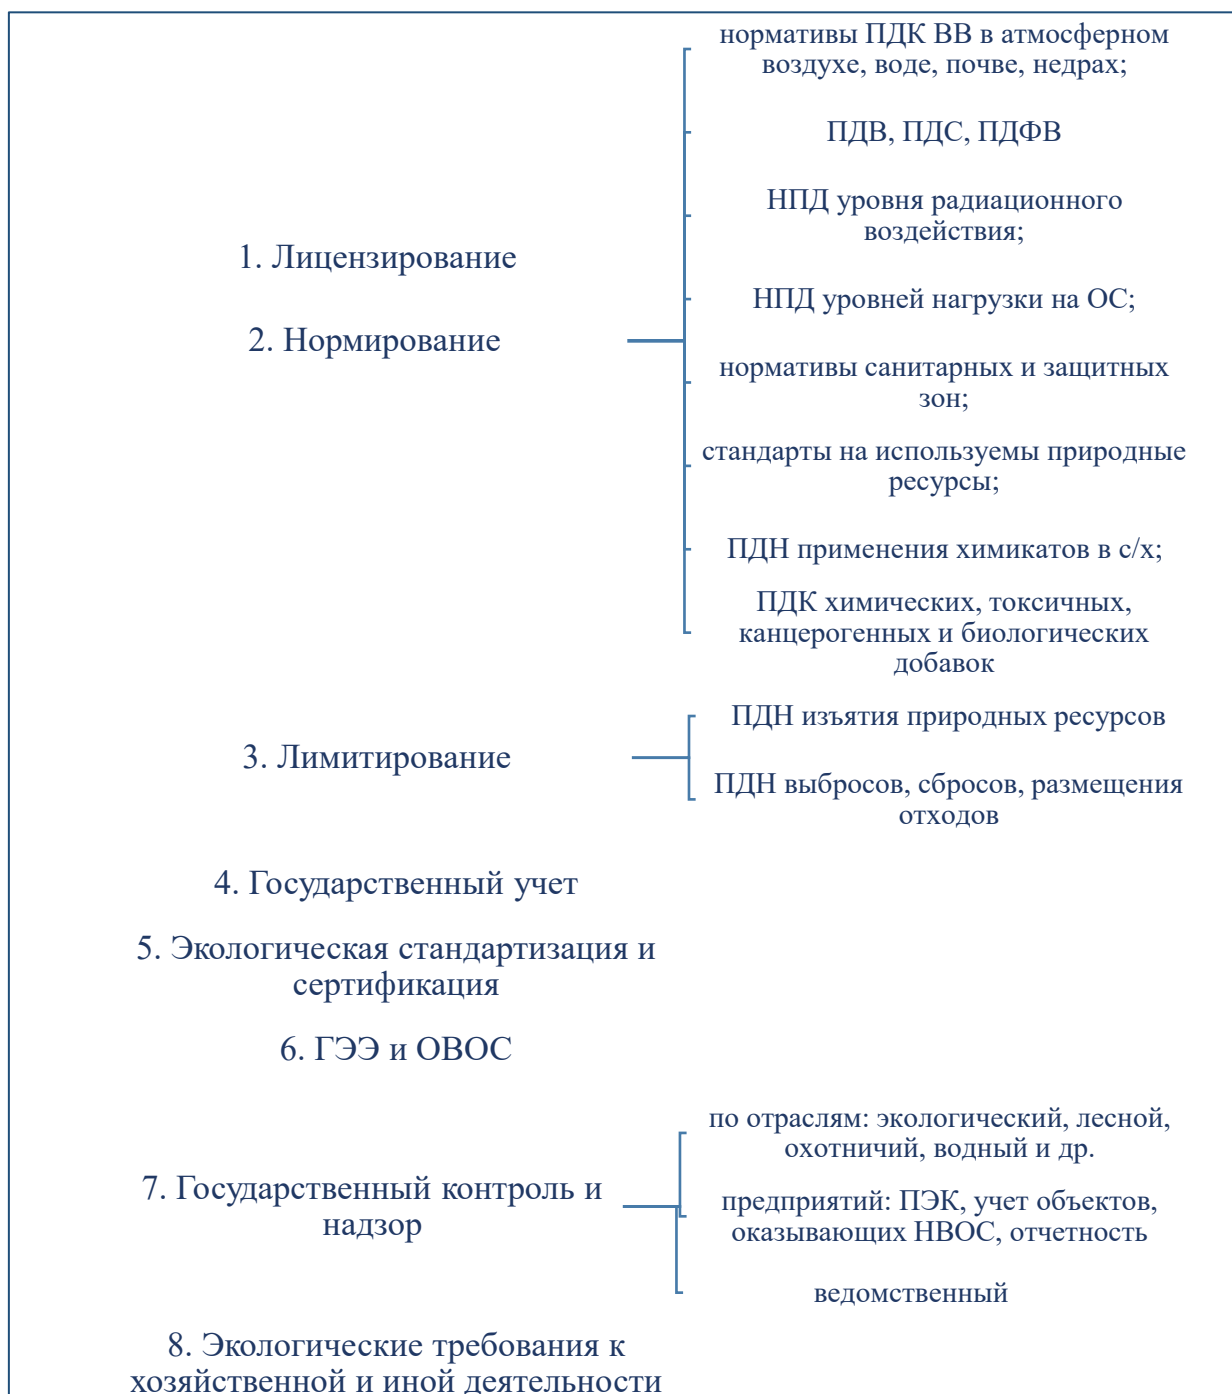 1. Лицензирование
2. Нормирование
нормативы ПДК ВВ в атмосферном
воздухе, воде, почве, недрах;
ПДВ, ПДС, ПДФВ
НПД уровня радиационного
воздействия;
НПД уровней нагрузки на ОС;
нормативы санитарных и защитных
зон;
стандарты на используемы природные
ресурсы;
ПДН применения химикатов в с/х;
ПДК химических, токсичных,
канцерогенных и биологических
добавок
3. Лимитирование
ПДН изъятия природных ресурсов
ПДН выбросов, сбросов, размещения
отходов
4. Государственный учет
5. Экологическая стандартизация и
сертификация
6. ГЭЭ и ОВОС
7. Государственный контроль и
надзор
по отраслям: экологический, лесной,
охотничий, водный и др.
предприятий: ПЭК, учет объектов,
оказывающих НВОС, отчетность
ведомственный
8. Экологические требования к
хозяйственной и иной деятельности